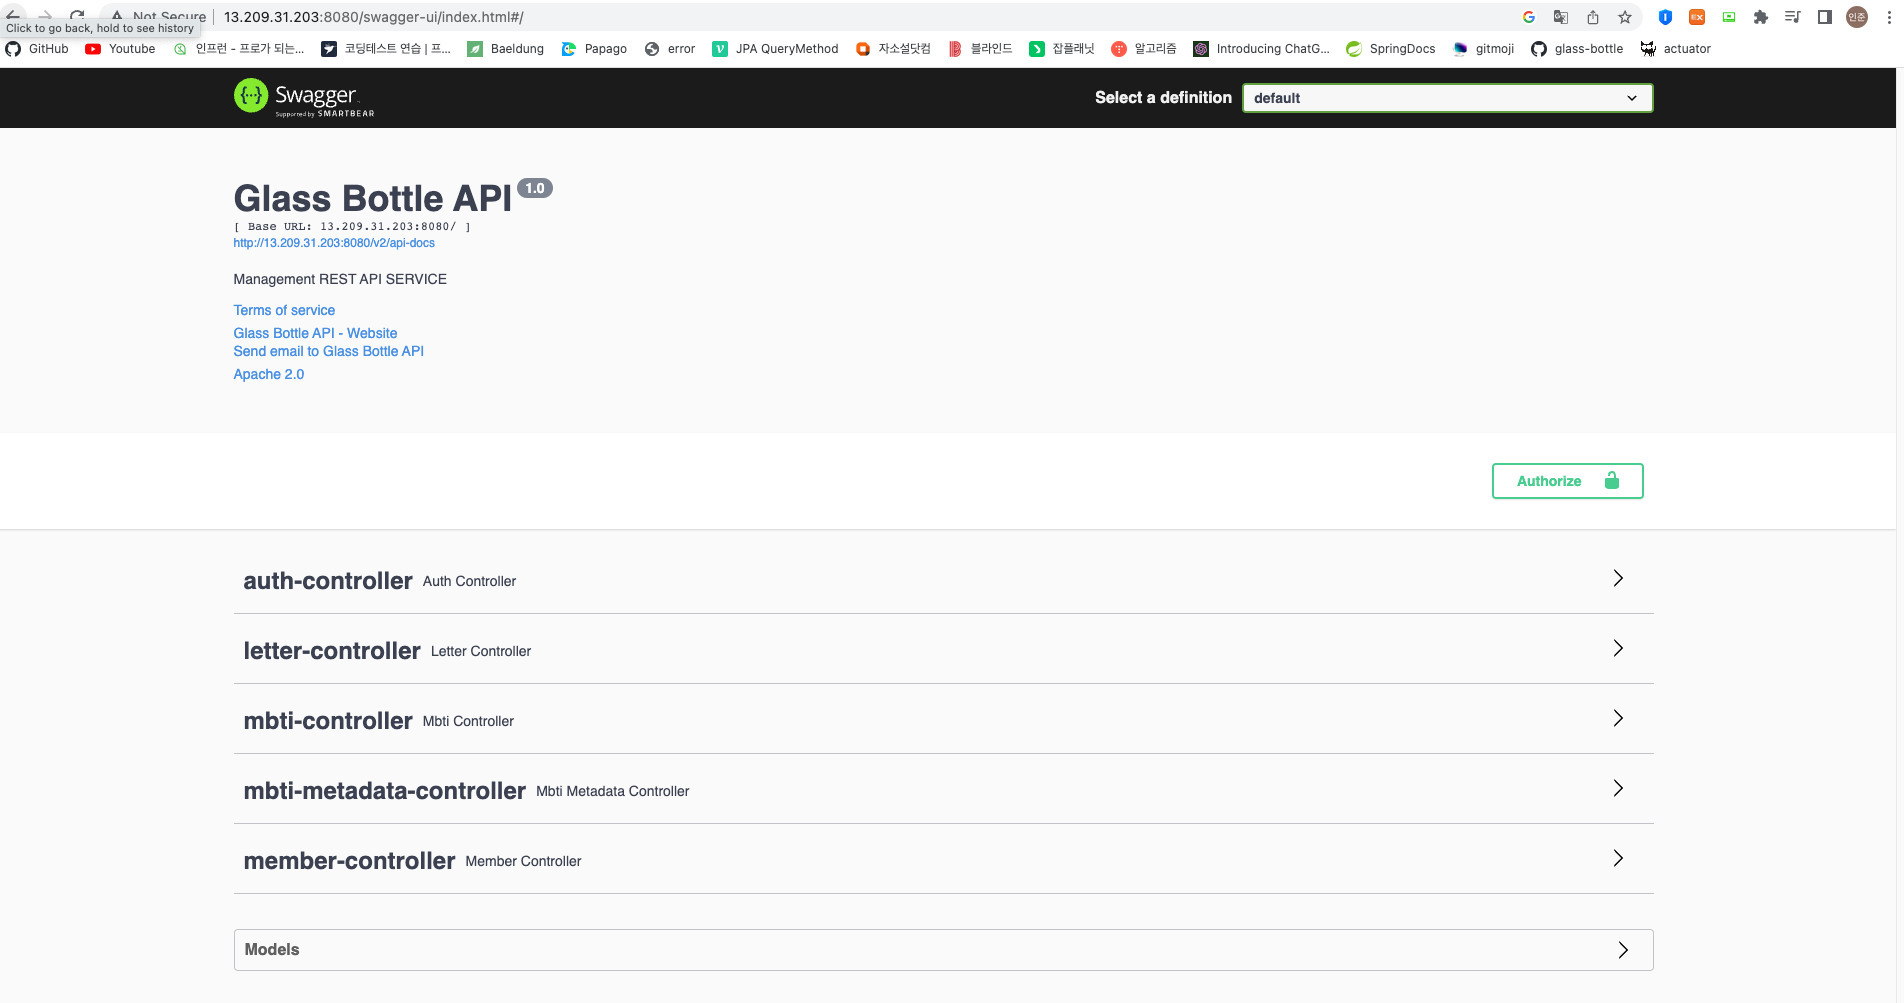 Not Secure 13.209.31.203:8080/swagger-ui/index.html#/
Click to go back, hold to see history
GitHub Youtube 인프런 - 프로가 되는... 코딩테스트 연습 | 프... Baeldung Papago error JPA QueryMethod 자소설닷컴 블라인드 잡플래닛 알고리즘 Introducing ChatG... SpringDocs gitmoji glass-bottle actuator
Swagger
Supported by SMARTBEAR
Select a definition default
Glass Bottle API 1.0
[ Base URL: 13.209.31.203:8080/ ]
http://13.209.31.203:8080/v2/api-docs
Management REST API SERVICE
Terms of service
Glass Bottle API - Website
Send email to Glass Bottle API
Apache 2.0
Authorize
auth-controller Auth Controller
letter-controller Letter Controller
mbti-controller Mbti Controller
mbti-metadata-controller Mbti Metadata Controller
member-controller Member Controller
Models